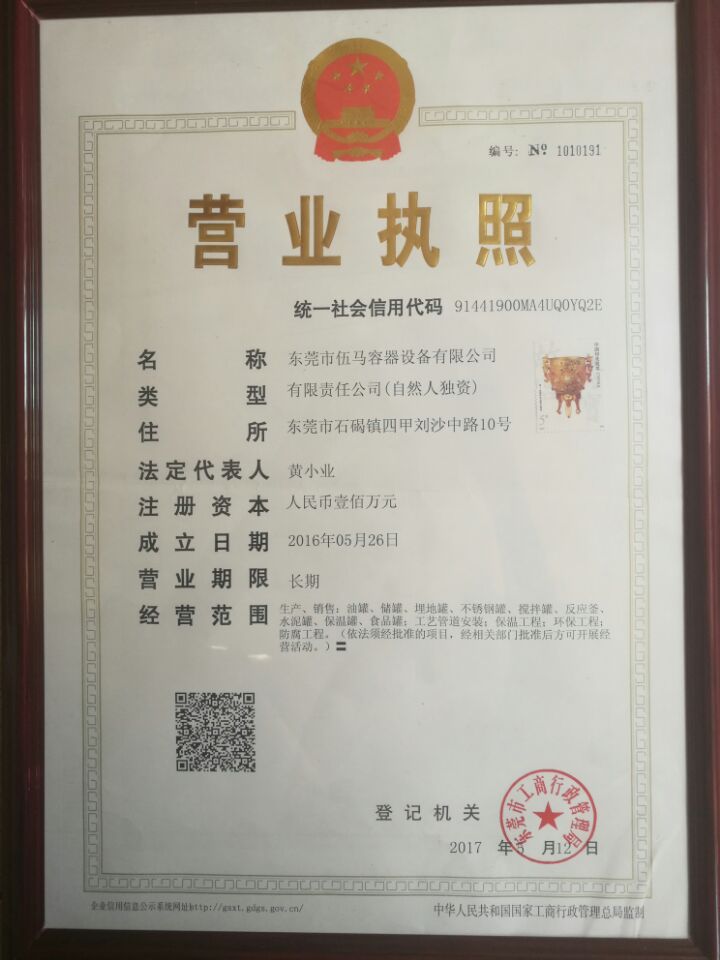 编号: Nº 1010191
营业执照
统一社会信用代码 91441900MA4UQ0YQ2E
名称 东莞市伍马容器设备有限公司
类型 有限责任公司(自然人独资)
住所 东莞市石碣镇四甲刘沙中路10号
法定代表人 黄小业
注册资本 人民币壹佰万元
成立日期 2016年05月26日
营业期限 长期
经营范围 生产、销售：油罐、储罐、埋地罐、不锈钢罐、搅拌罐、反应釜、
水泥罐、保温罐、食品罐；工艺管道安装；保温工程；环保工程；
防腐工程。（依法须经批准的项目，经相关部门批准后方可开展经
营活动。）〓
登记机关
东莞市工商行政管理局
2017 年5 月12 日
企业信用信息公示系统网址http://gsxt.gdgs.gov.cn/
中华人民共和国国家工商行政管理总局监制